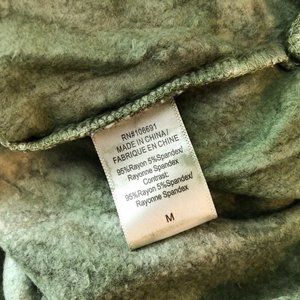 RN#108691
MADE IN CHINA/
FABRIQUE EN CHINE
95%Rayon 5%Spandex/
Rayonne Spandex
Contrast:
95%Rayon 5%Spandex/
Rayonne Spandex
M